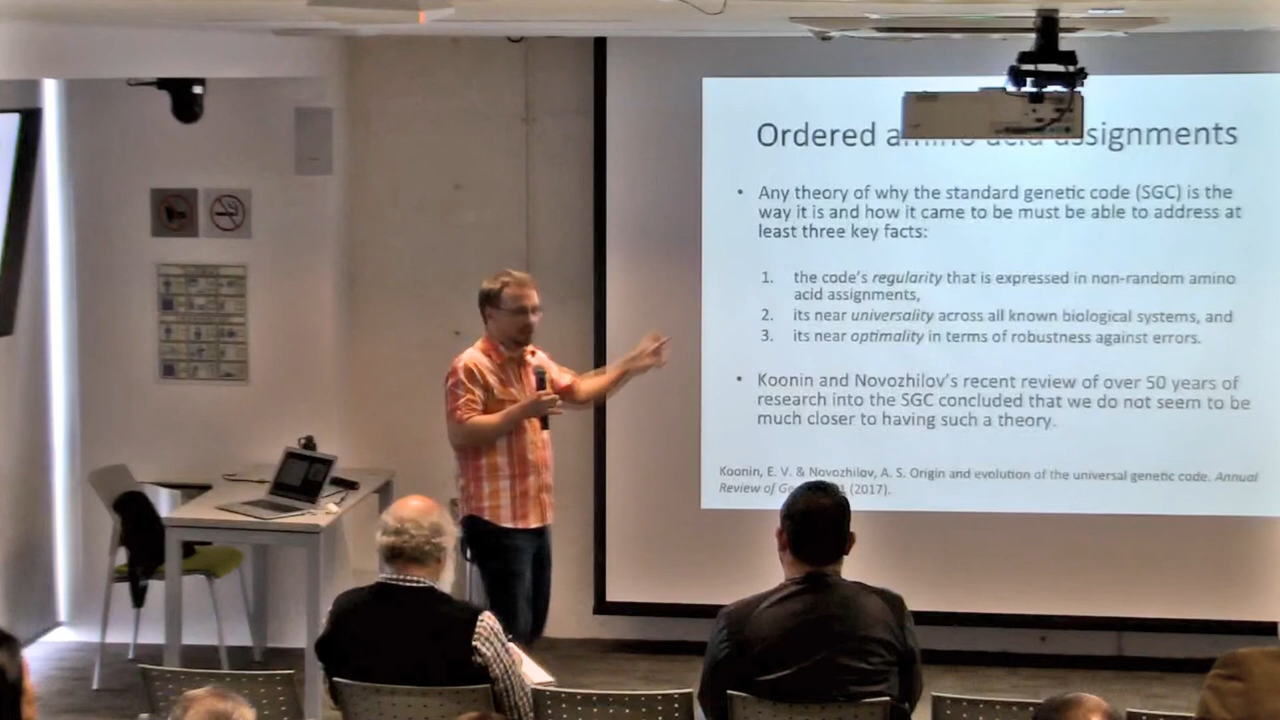 Ordered amino acid assignments
• Any theory of why the standard genetic code (SGC) is the
way it is and how it came to be must be able to address at
least three key facts:
1. the code's regularity that is expressed in non-random amino
acid assignments,
2. its near universality across all known biological systems, and
3. its near optimality in terms of robustness against errors.
• Koonin and Novozhilov's recent review of over 50 years of
research into the SGC concluded that we do not seem to be
much closer to having such a theory.
Koonin, E. V. & Novozhilov, A. S. Origin and evolution of the universal genetic code. Annual
Review of (2017).